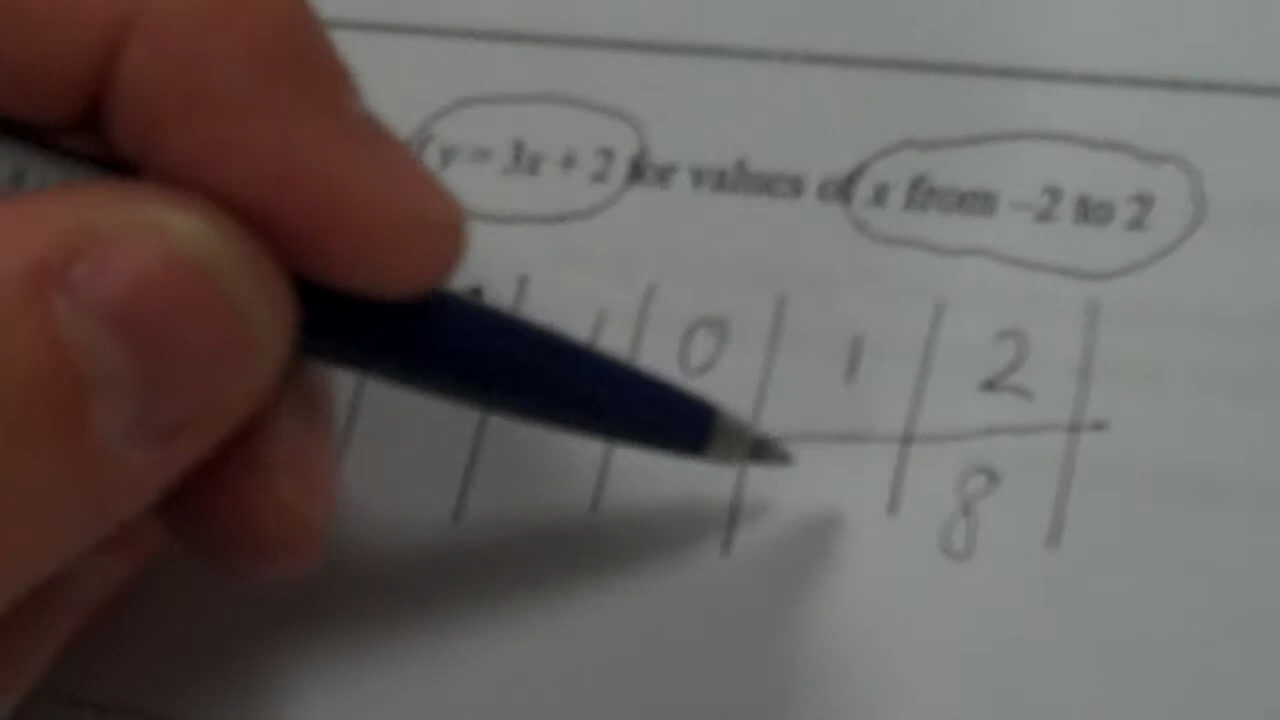 y = 3x + 2 for values of x from –2 to 2
0 1 2
8